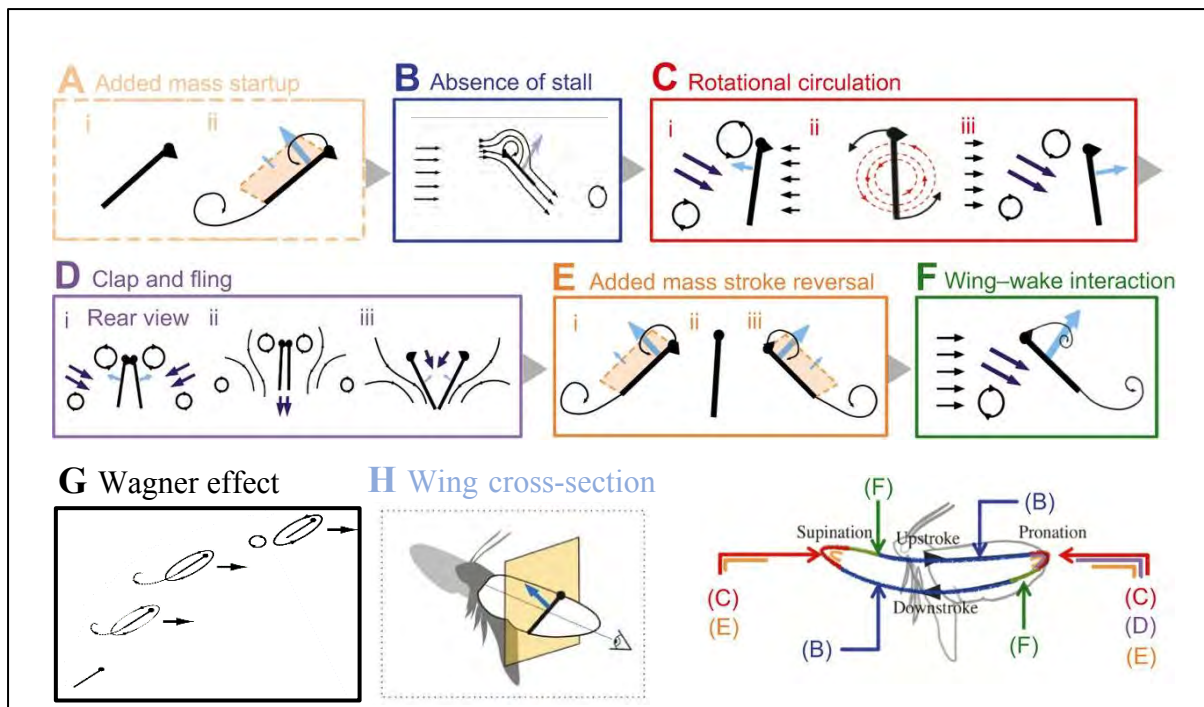 A Added mass startup
i
ii
B Absence of stall
C Rotational circulation
i
ii
iii
D Clap and fling
i Rear view
ii
iii
E Added mass stroke reversal
i
ii
iii
F Wing–wake interaction
G Wagner effect
H Wing cross-section
(F)
(B)
Supination
Upstroke
Pronation
Downstroke
(C)
(E)
(B)
(F)
(C)
(D)
(E)